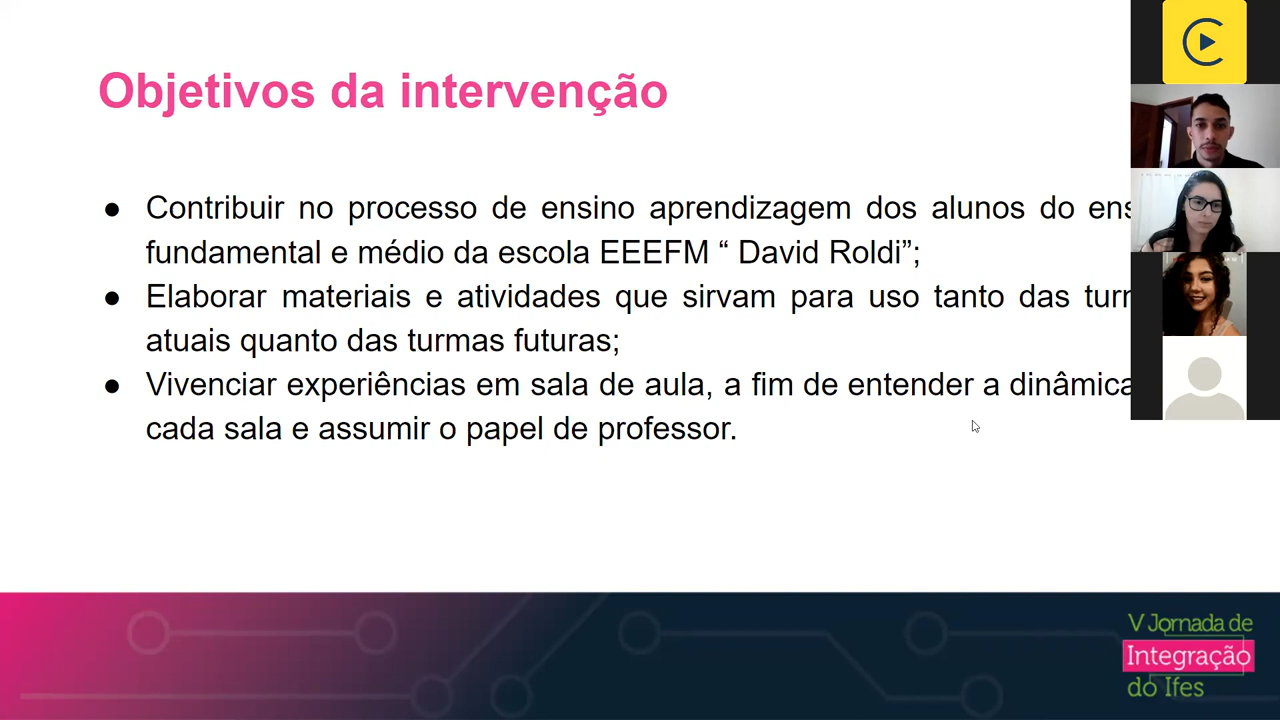 Objetivos da intervenção
● Contribuir no processo de ensino aprendizagem dos alunos do ens
fundamental e médio da escola EEEFM “ David Roldi”;
● Elaborar materiais e atividades que sirvam para uso tanto das tur
atuais quanto das turmas futuras;
● Vivenciar experiências em sala de aula, a fim de entender a dinâmica
cada sala e assumir o papel de professor.
V Jornada de
Integração
do Ifes